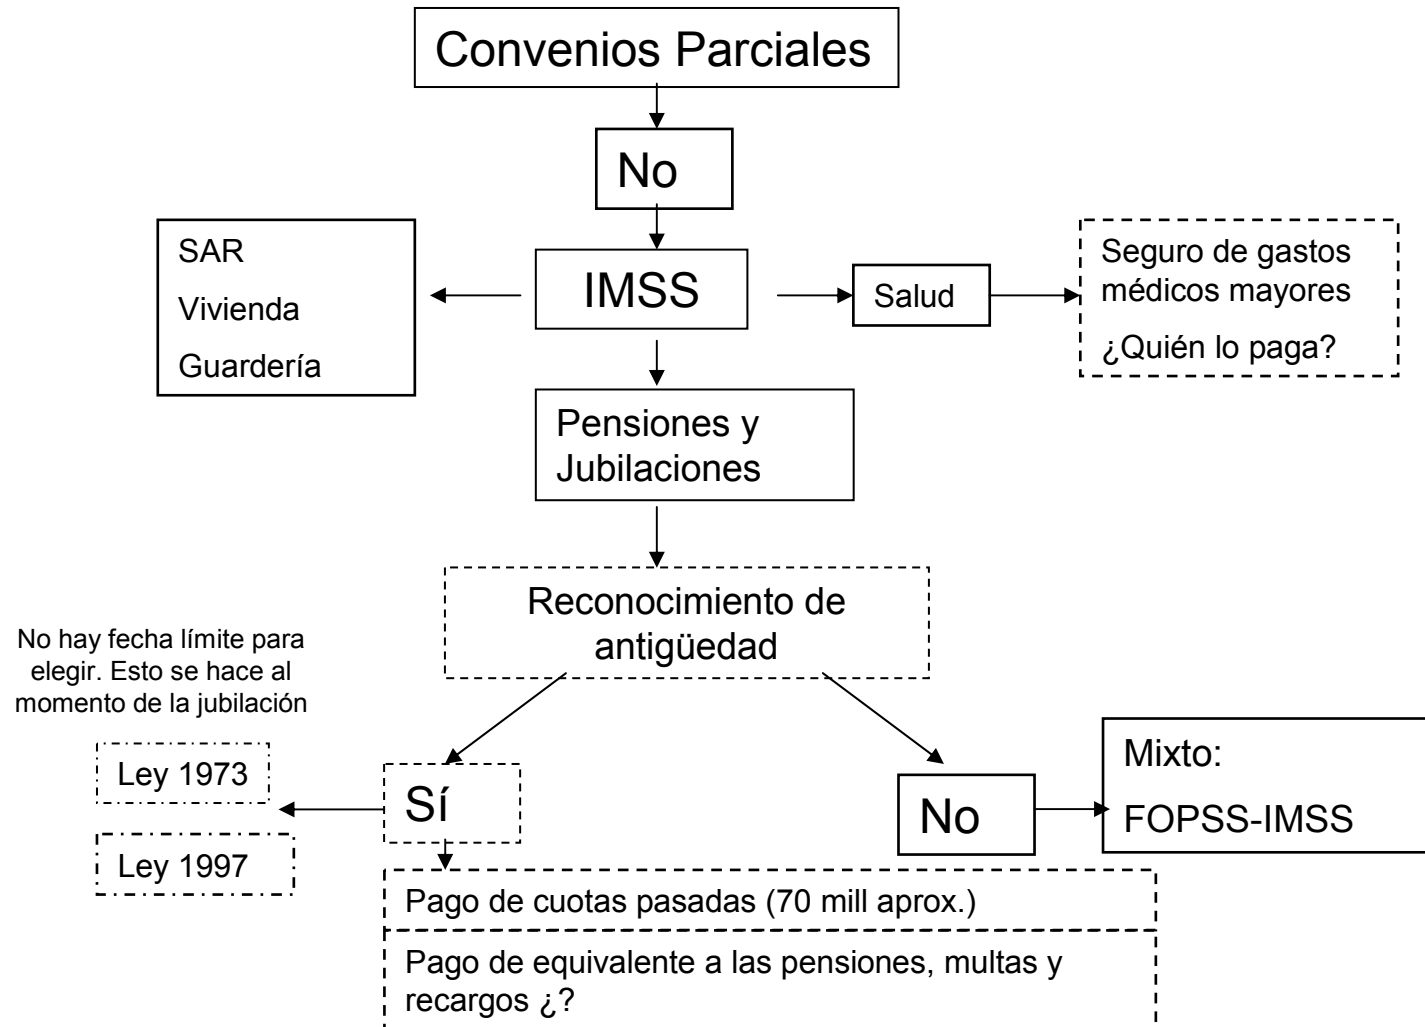 Convenios Parciales
No
SAR
Vivienda
Guardería
IMSS
Salud
Seguro de gastos
médicos mayores
¿Quién lo paga?
Pensiones y
Jubilaciones
Reconocimiento de
antigüedad
No hay fecha límite para
elegir. Esto se hace al
momento de la jubilación
Ley 1973
Ley 1997
Sí
No
Mixto:
FOPSS-IMSS
Pago de cuotas pasadas (70 mill aprox.)
Pago de equivalente a las pensiones, multas y
recargos ¿?